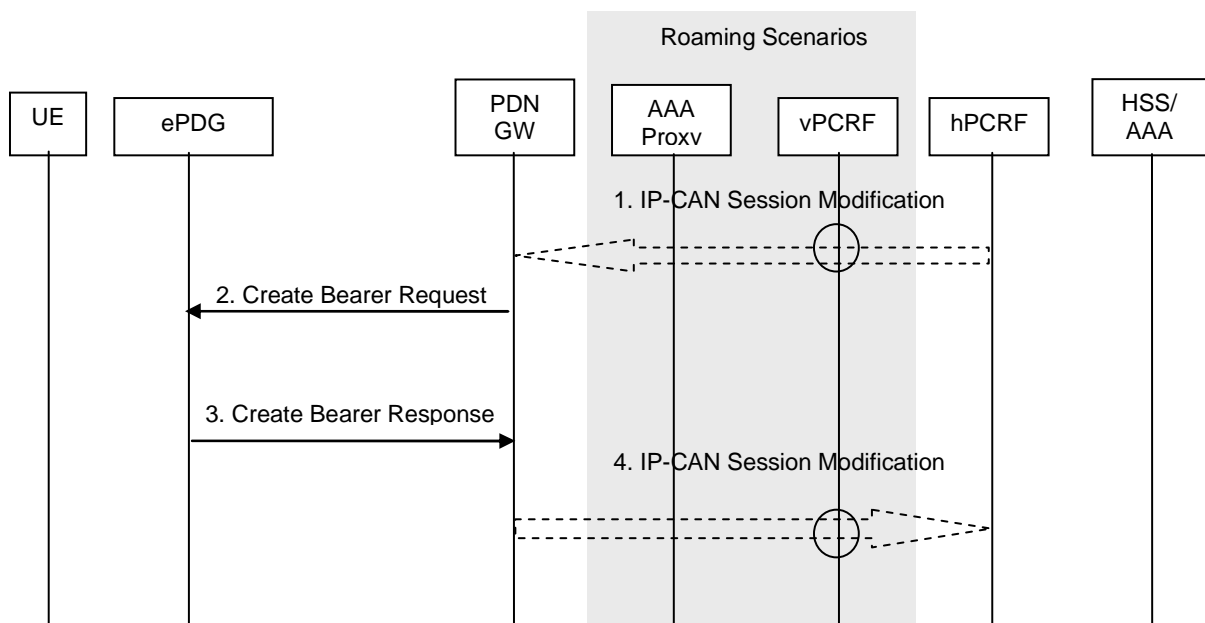 Roaming Scenarios
UE
ePDG
PDN
GW
AAA
Proxv
vPCRF
hPCRF
HSS/
AAA
1. IP-CAN Session Modification
2. Create Bearer Request
3. Create Bearer Response
4. IP-CAN Session Modification